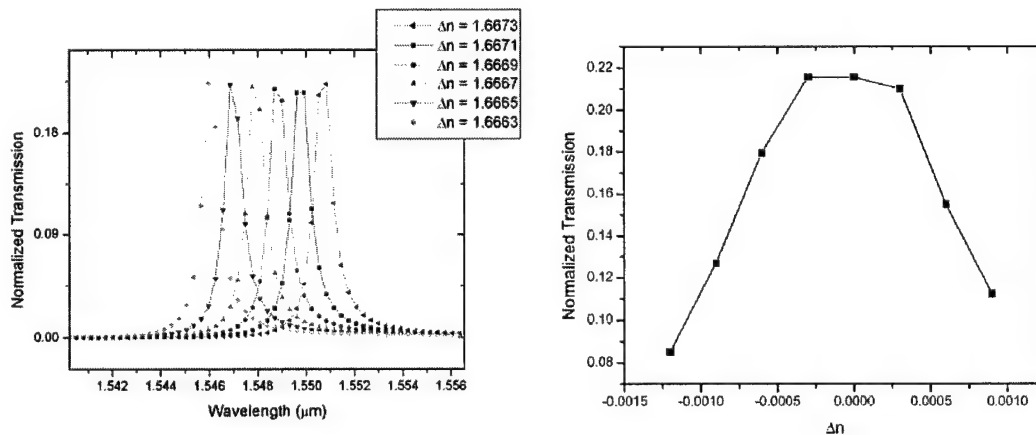 Δn = 1.6673
Δn = 1.6671
Δn = 1.6669
Δn = 1.6667
Δn = 1.6665
Δn = 1.6663
Normalized Transmission
0.18
0.09
0.00
1.542 1.544 1.546 1.548 1.550 1.552 1.554 1.556
Wavelength (μm)
Normalized Transmission
0.22
0.20
0.18
0.16
0.14
0.12
0.10
0.08
-0.0015 -0.0010 -0.0005 0.0000 0.0005 0.0010
Δn